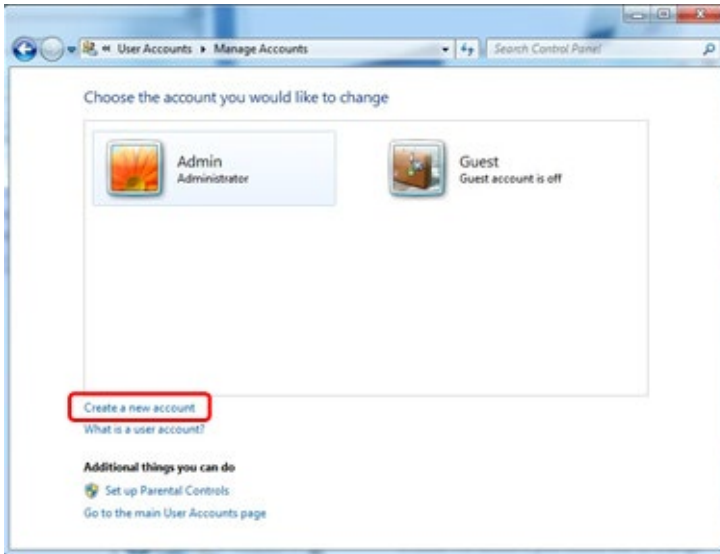 « User Accounts ▸ Manage Accounts
Search Control Panel
Choose the account you would like to change
Admin
Administrator
Guest
Guest account is off
Create a new account
What is a user account?
Additional things you can do
Set up Parental Controls
Go to the main User Accounts page